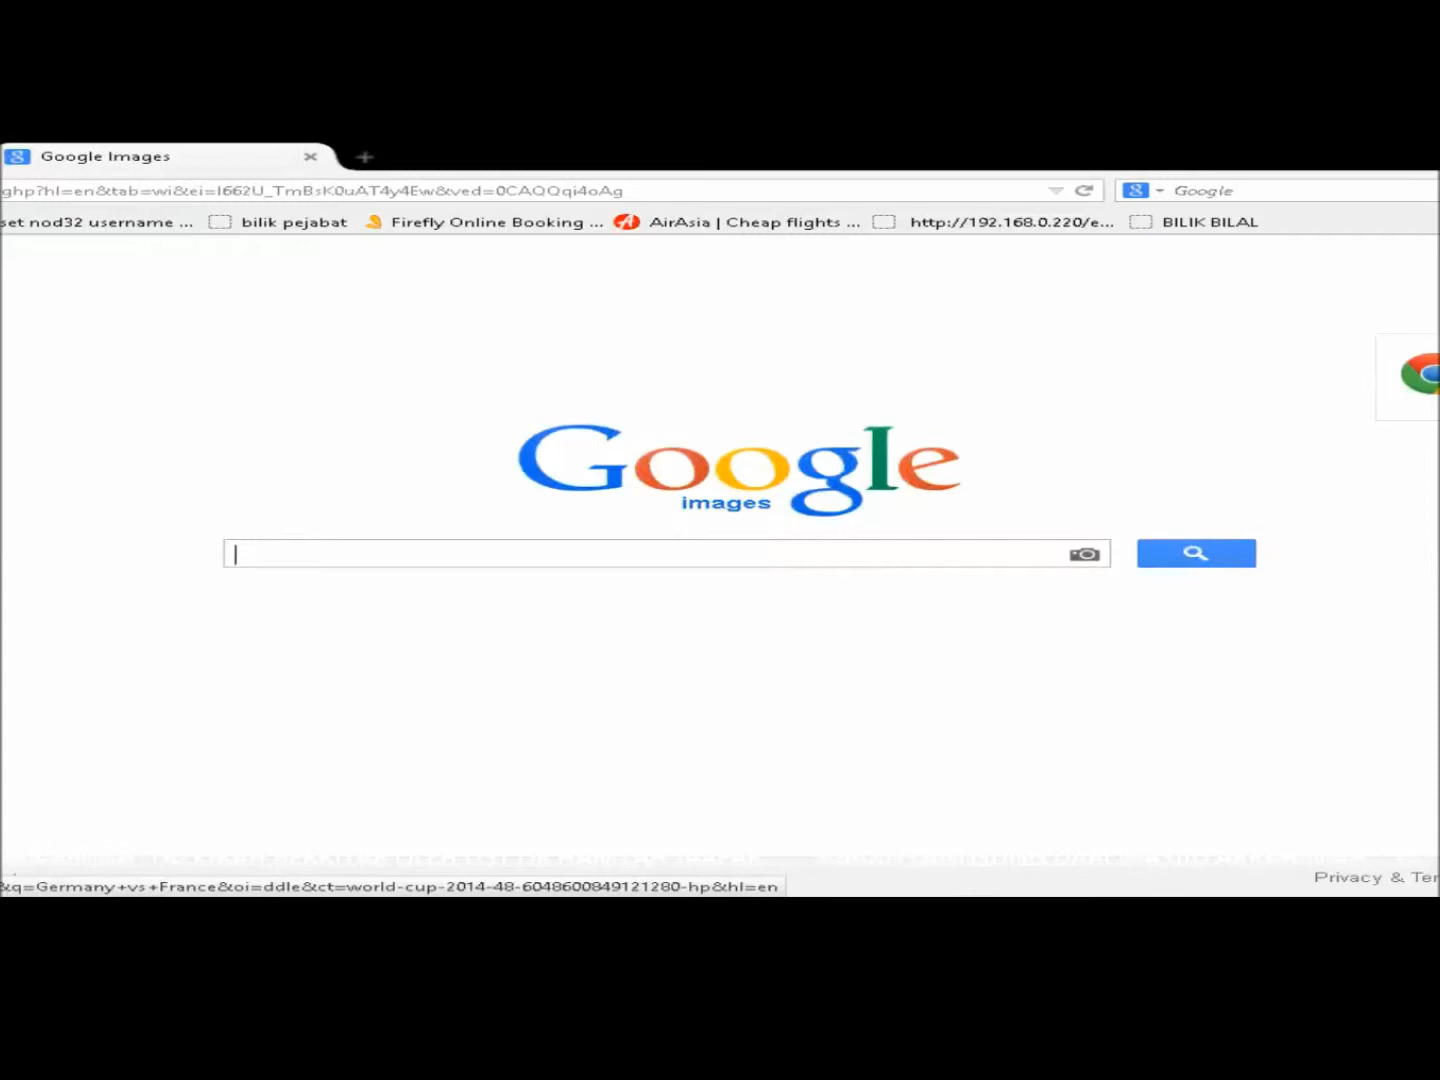 Google Images
ghp?hl=en&tab=wi&ei=I662U_TmBsK0uAT4y4Ew&ved=0CAQQqi4oAg
Google
set nod32 username ... bilik pejabat Firefly Online Booking ... AirAsia | Cheap flights ... http://192.168.0.220/e... BILIK BILAL
Google
images
Privacy & Ter
&q=Germany+vs+France&oi=ddle&ct=world-cup-2014-48-6048600849121280-hp&hl=en